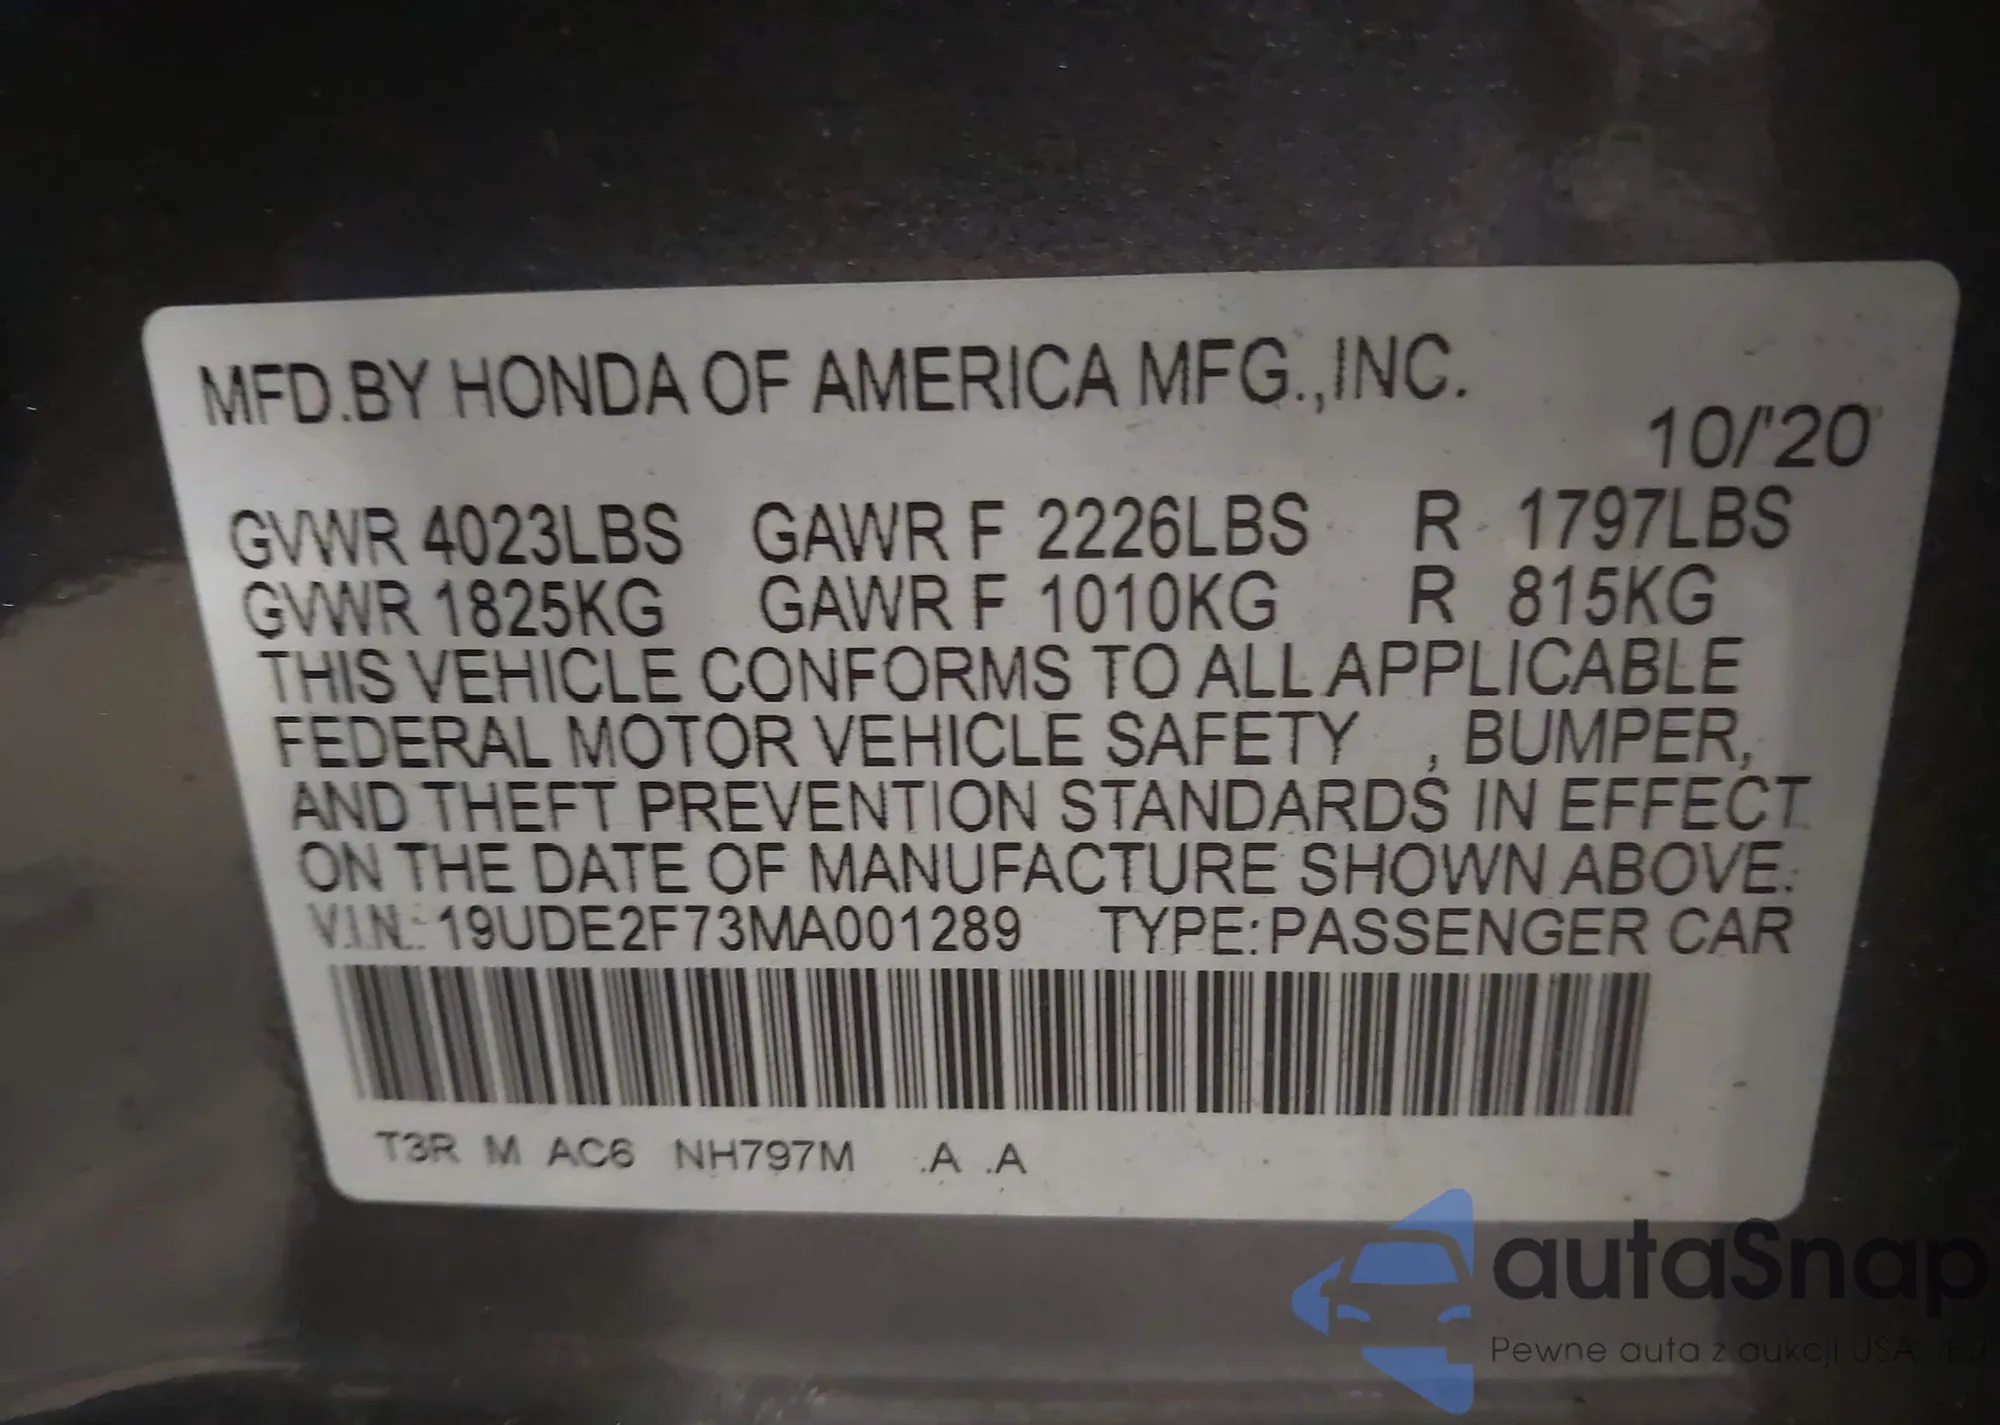 MFD.BY HONDA OF AMERICA MFG.,INC.
10/'20
GVWR 4023LBS GAWR F 2226LBS R 1797LBS
GVWR 1825KG GAWR F 1010KG R 815KG
THIS VEHICLE CONFORMS TO ALL APPLICABLE
FEDERAL MOTOR VEHICLE SAFETY , BUMPER,
AND THEFT PREVENTION STANDARDS IN EFFECT
ON THE DATE OF MANUFACTURE SHOWN ABOVE.
V.I.N.: 19UDE2F73MA001289 TYPE:PASSENGER CAR
T3R M AC6 NH797M .A .A
autaSnap
Pewne auta z aukcji USA